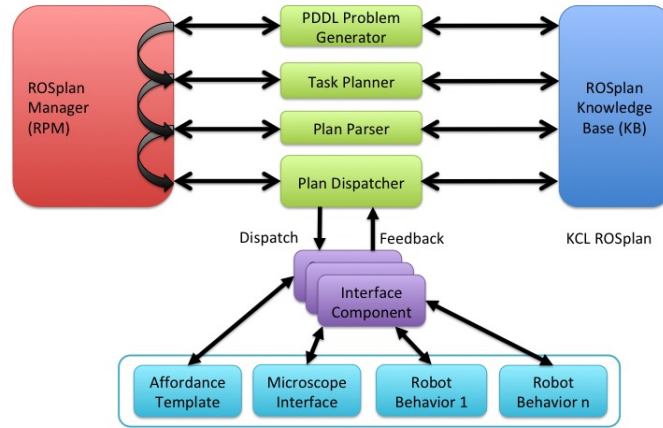 PDDL Problem
Generator
Task Planner
Plan Parser
Plan Dispatcher
ROSplan
Manager
(RPM)
ROSplan
Knowledge
Base (KB)
Dispatch
Feedback
KCL ROSplan
Interface
Component
Affordance
Template
Microscope
Interface
Robot
Behavior 1
Robot
Behavior n